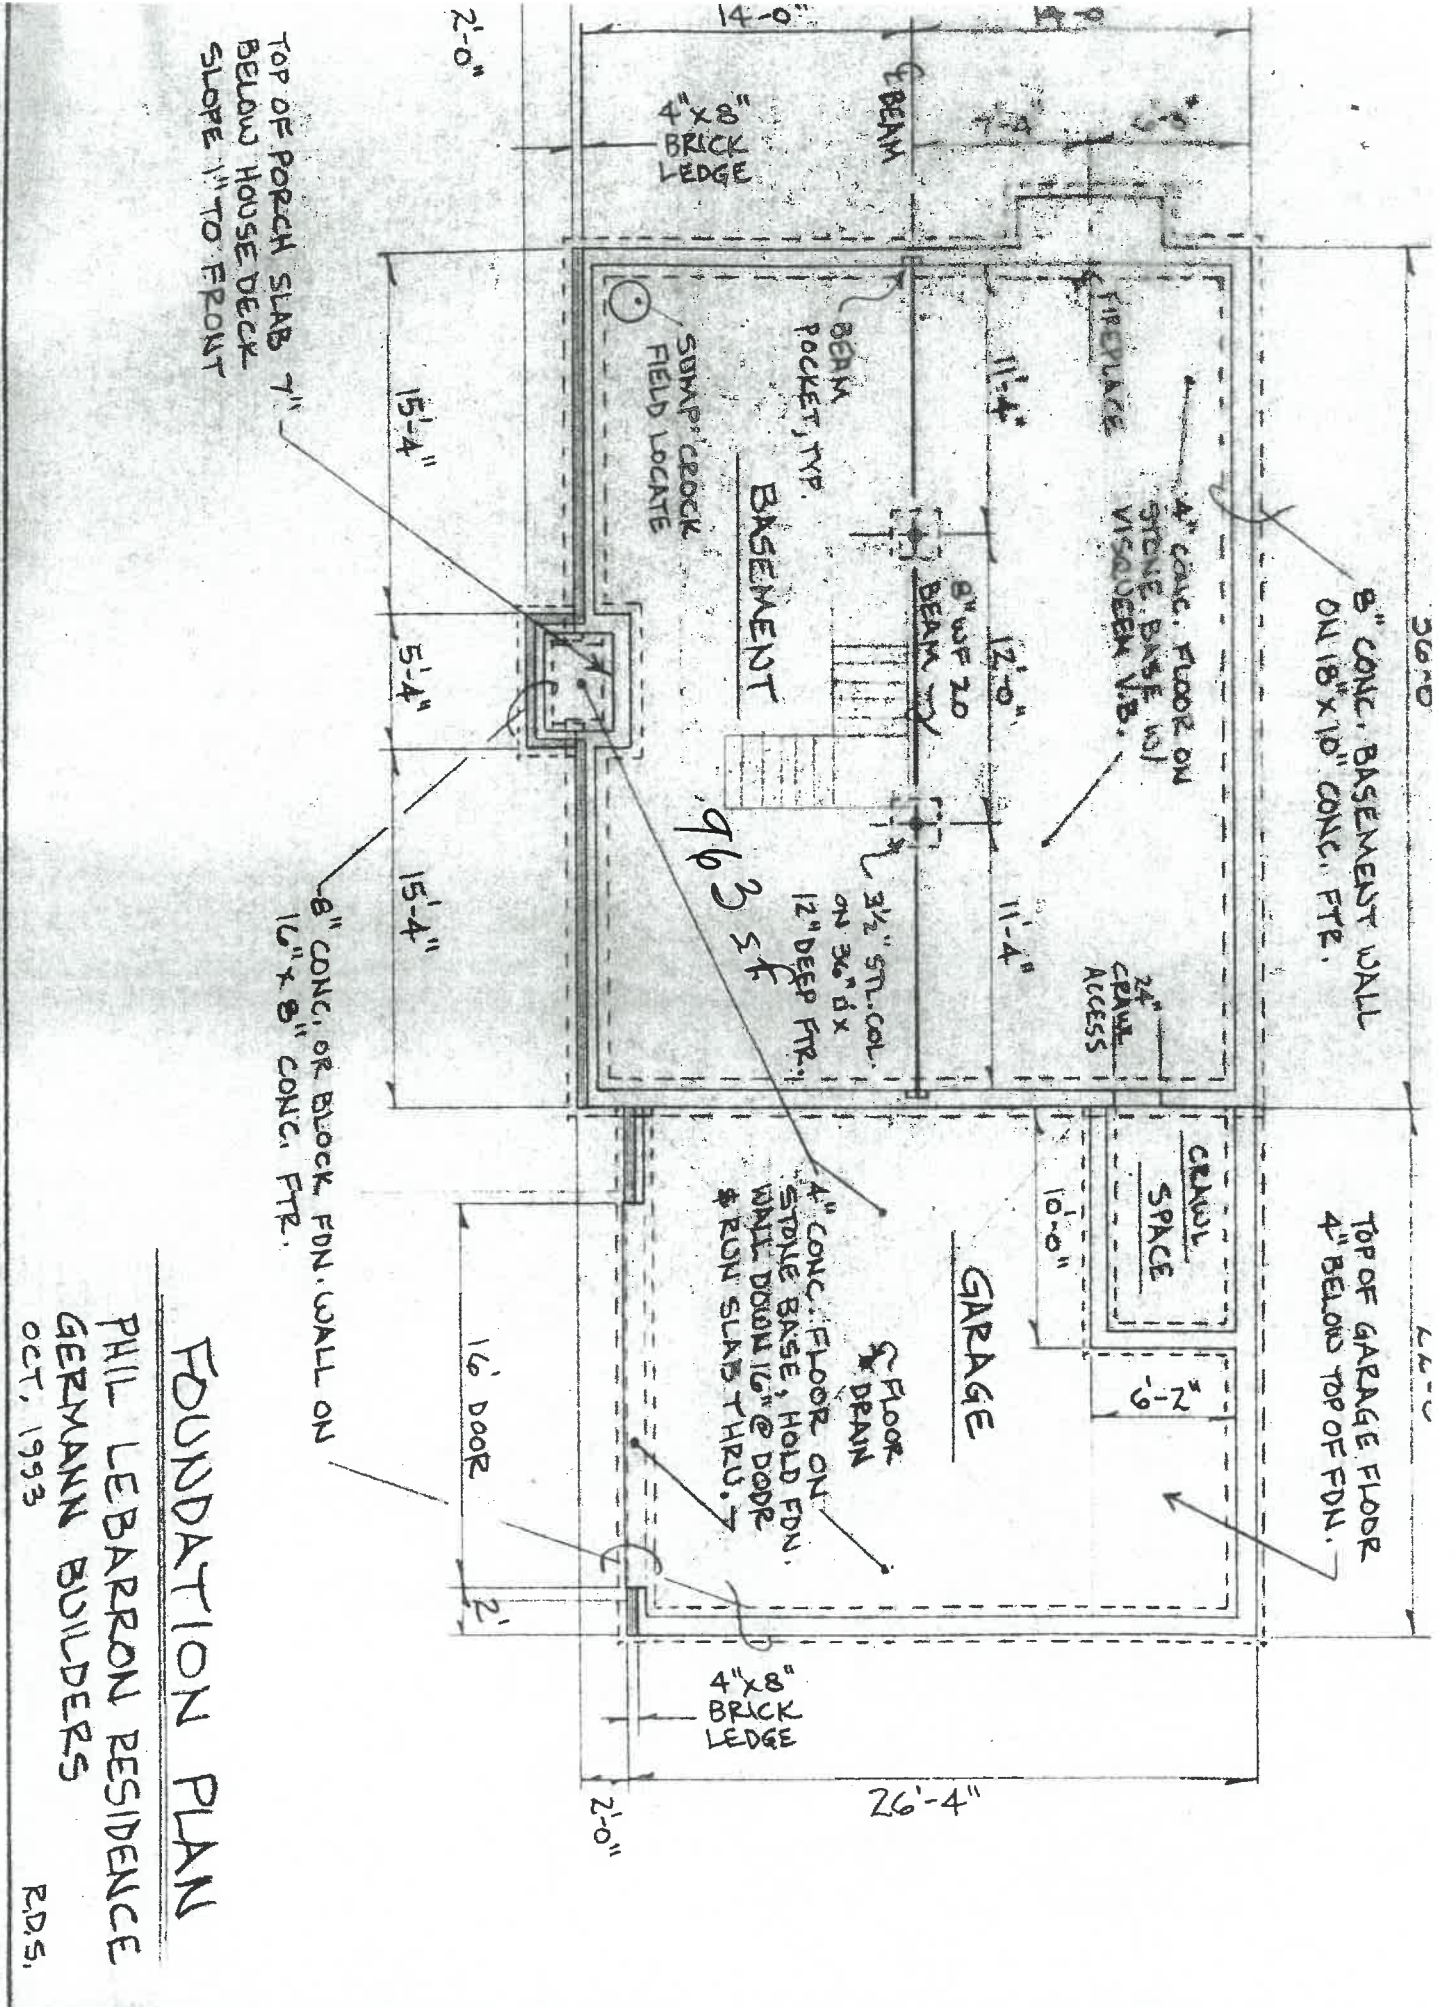 36'-0
8" CONC. BASEMENT WALL
ON 18" X 10" CONC. FTR.
TOP OF GARAGE FLOOR
4" BELOW TOP OF FDN.
14'-0"
℄ BEAM
4" X 8"
BRICK
LEDGE
2'-0"
℄ FIREPLACE
4" CONC. FLOOR ON
STONE BASE W/
VISQUEEN V.B.
24"
CRAWL
ACCESS
CRAWL
SPACE
6'-2"
10'-0"
11'-4"
12'-0"
11'-4"
8" WF 20
BEAM
BEAM
POCKET, TYP.
BASEMENT
SUMP CROCK
FIELD LOCATE
3½" STL. COL.
ON 36" DX
12" DEEP FTR.
963 sf
GARAGE
℄ FLOOR
DRAIN
4" CONC. FLOOR ON
STONE BASE, HOLD FDN.
WALL DOWN 16" @ DOOR
& RUN SLAB THRU.
26'-4"
2'-0"
4" X 8"
BRICK
LEDGE
15'-4"
5'-4"
15'-4"
16' DOOR
2'
TOP OF PORCH SLAB 7"
BELOW HOUSE DECK
SLOPE 1" TO FRONT
8" CONC. OR BLOCK FDN. WALL ON
16" X 8" CONC. FTR.
FOUNDATION PLAN
PHIL LEBARRON RESIDENCE
GERMANN BUILDERS
OCT, 1993
R.D.S.